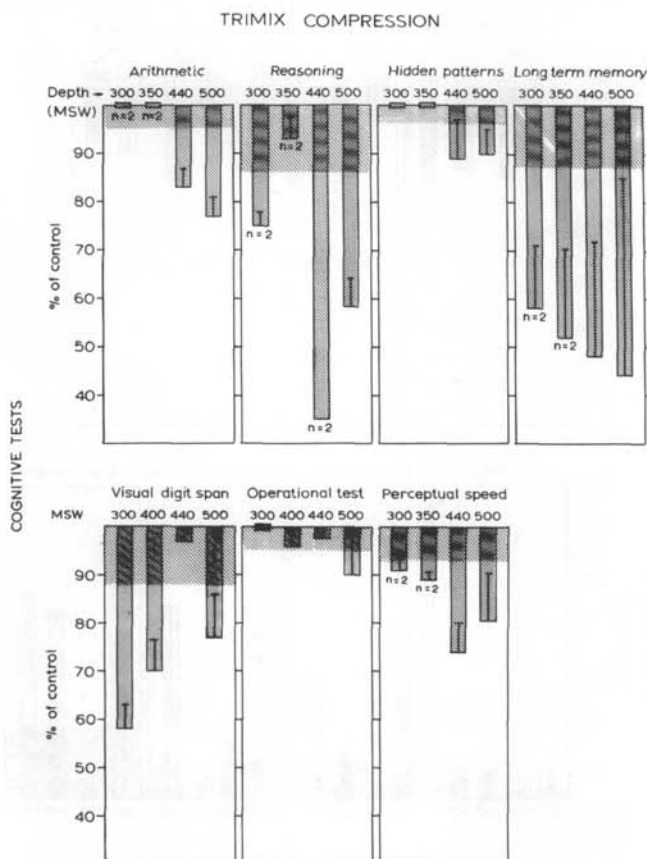 TRIMIX COMPRESSION
Arithmetic Reasoning Hidden patterns Long term memory
Depth → 300 350 440 500 300 350 440 500 300 350 440 500 300 350 440 500
(MSW)
n=2 n=2 n=2 n=2 n=2 n=2 n=2 n=2 n=2
90
80
70
60
50
40
% of control
COGNITIVE TESTS
Visual digit span Operational test Perceptual speed
MSW 300 400 440 500 300 400 440 500 300 350 440 500
n=2 n=2
90
80
70
60
50
40
% of control